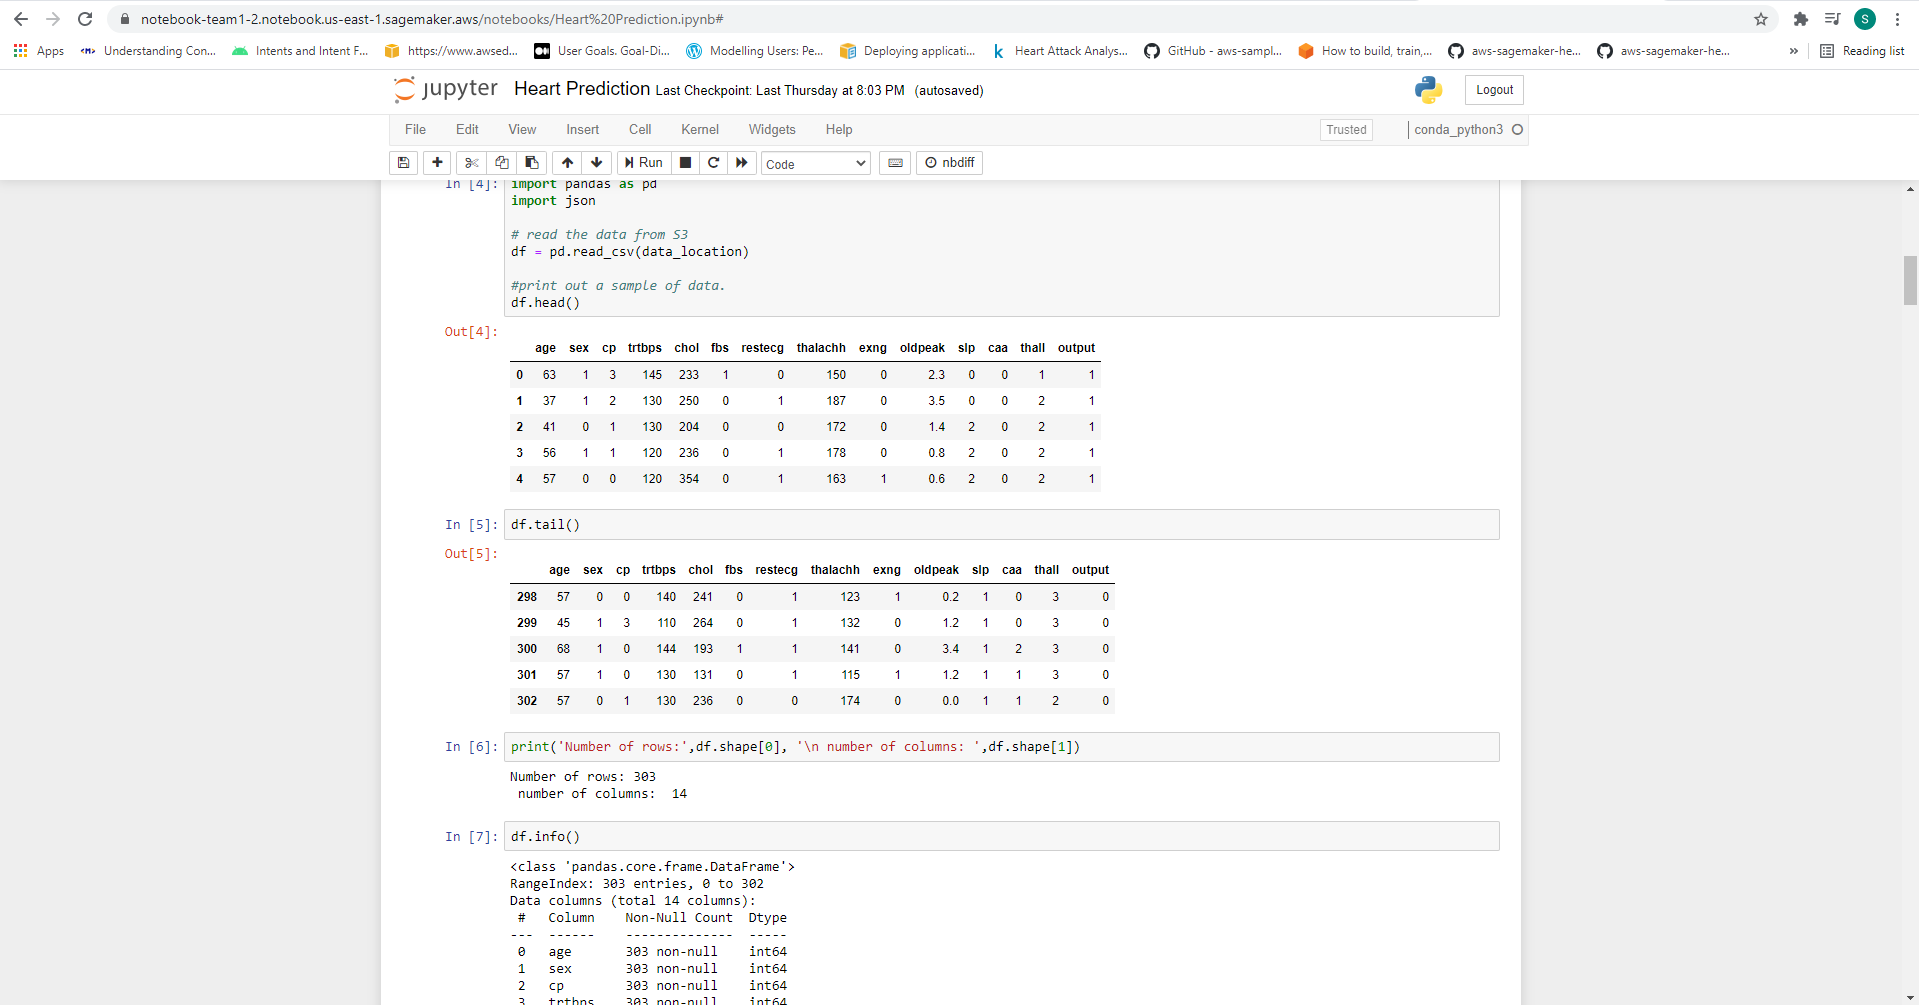 notebook-team1-2.notebook.us-east-1.sagemaker.aws/notebooks/Heart%20Prediction.ipynb#
S
Apps Understanding Con... Intents and Intent F... https://www.awsed... User Goals. Goal-Di... Modelling Users: Pe... Deploying applicati... Heart Attack Analys... GitHub - aws-sampl... How to build, train,... aws-sagemaker-he... aws-sagemaker-he... » Reading list
jupyter Heart Prediction Last Checkpoint: Last Thursday at 8:03 PM (autosaved) Logout
File Edit View Insert Cell Kernel Widgets Help Trusted conda_python3
Run Code nbdiff
In [4]: import pandas as pd
import json
# read the data from S3
df = pd.read_csv(data_location)
#print out a sample of data.
df.head()
Out[4]:
age sex cp trtbps chol fbs restecg thalachh exng oldpeak slp caa thall output
0 63 1 3 145 233 1 0 150 0 2.3 0 0 1 1
1 37 1 2 130 250 0 1 187 0 3.5 0 0 2 1
2 41 0 1 130 204 0 0 172 0 1.4 2 0 2 1
3 56 1 1 120 236 0 1 178 0 0.8 2 0 2 1
4 57 0 0 120 354 0 1 163 1 0.6 2 0 2 1
In [5]: df.tail()
Out[5]:
age sex cp trtbps chol fbs restecg thalachh exng oldpeak slp caa thall output
298 57 0 0 140 241 0 1 123 1 0.2 1 0 3 0
299 45 1 3 110 264 0 1 132 0 1.2 1 0 3 0
300 68 1 0 144 193 1 1 141 0 3.4 1 2 3 0
301 57 1 0 130 131 0 1 115 1 1.2 1 1 3 0
302 57 0 1 130 236 0 0 174 0 0.0 1 1 2 0
In [6]: print('Number of rows:',df.shape[0], '\n number of columns: ',df.shape[1])
Number of rows: 303
number of columns: 14
In [7]: df.info()
<class 'pandas.core.frame.DataFrame'>
RangeIndex: 303 entries, 0 to 302
Data columns (total 14 columns):
# Column Non-Null Count Dtype
--- ------ -------------- -----
0 age 303 non-null int64
1 sex 303 non-null int64
2 cp 303 non-null int64
3 trtbps 303 non-null int64